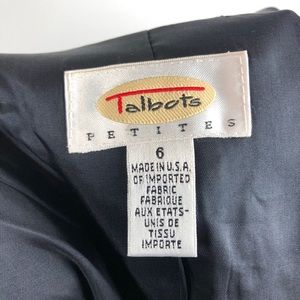 Talbots
PETITES
6
MADE IN U.S.A.
OF IMPORTED
FABRIC
FABRIQUE
AUX ETATS-
UNIS DE
TISSU
IMPORTE